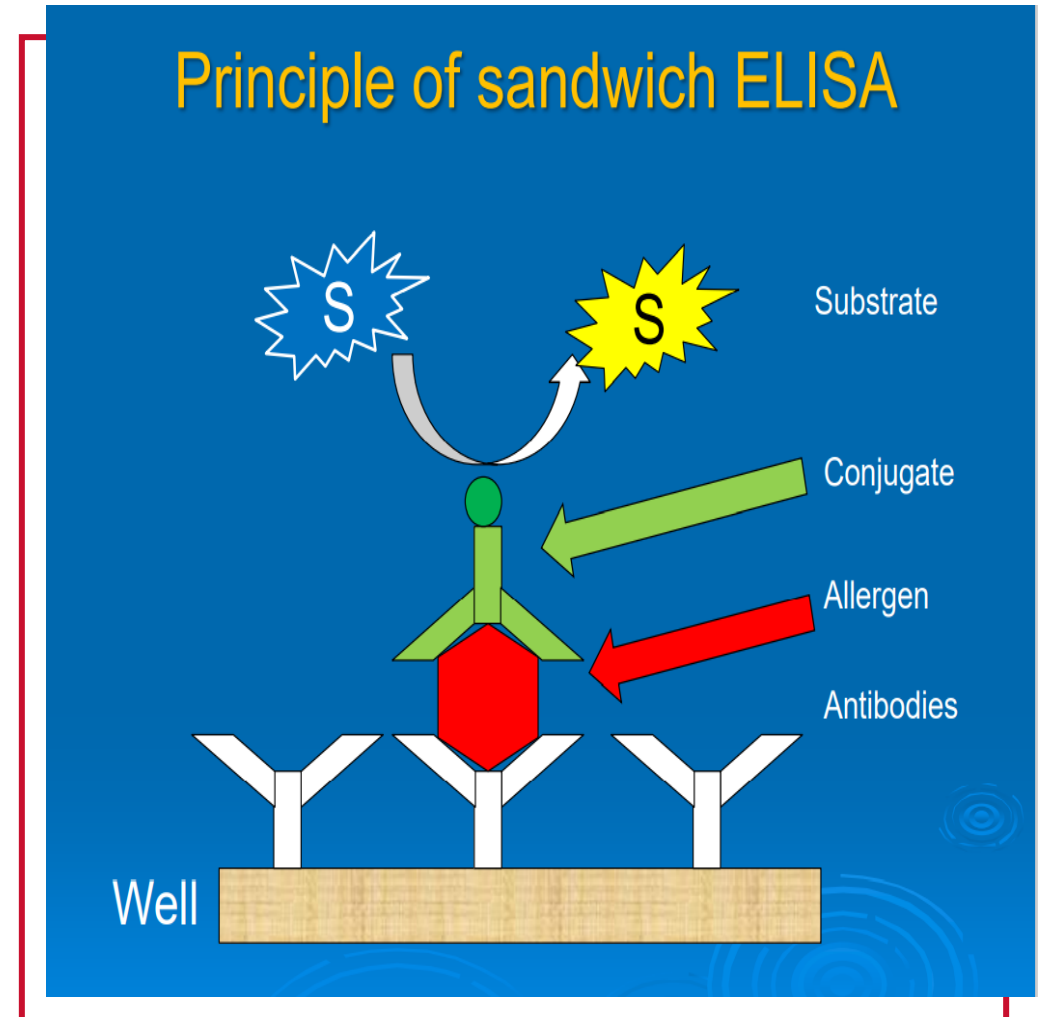 Principle of sandwich ELISA
S
S
Substrate
Conjugate
Allergen
Antibodies
Well